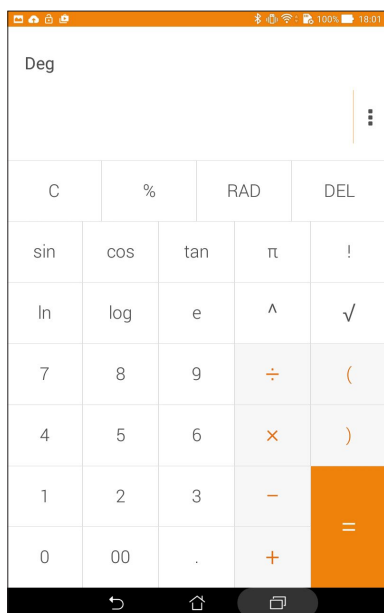 100% 18:01
Deg
C % RAD DEL
sin cos tan π !
ln log e ^ √
7 8 9 ÷ (
4 5 6 × )
1 2 3 − =
0 00 . +